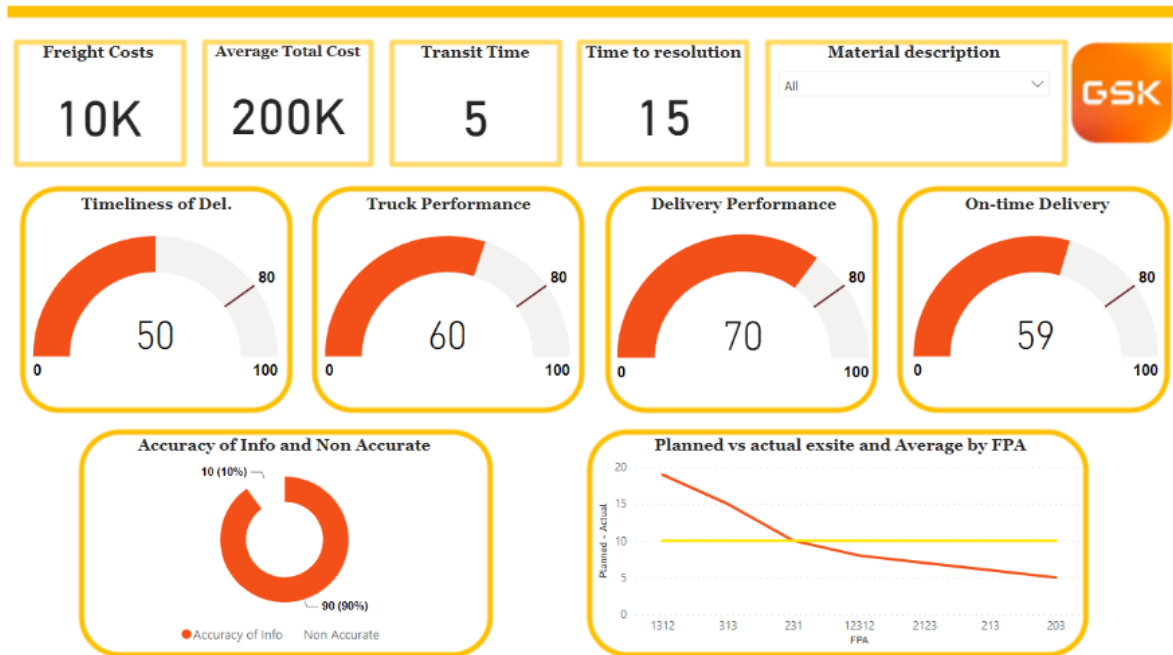 Freight Costs
10K
Average Total Cost
200K
Transit Time
5
Time to resolution
15
Material description
All
GSK
Timeliness of Del.
80
50
0
100
Truck Performance
80
60
0
100
Delivery Performance
80
70
0
100
On-time Delivery
80
59
0
100
Accuracy of Info and Non Accurate
10 (10%)
90 (90%)
Accuracy of Info Non Accurate
Planned vs actual exsite and Average by FPA
Planned - Actual
20
15
10
5
0
1312 313 231 12312 2123 213 203
FPA